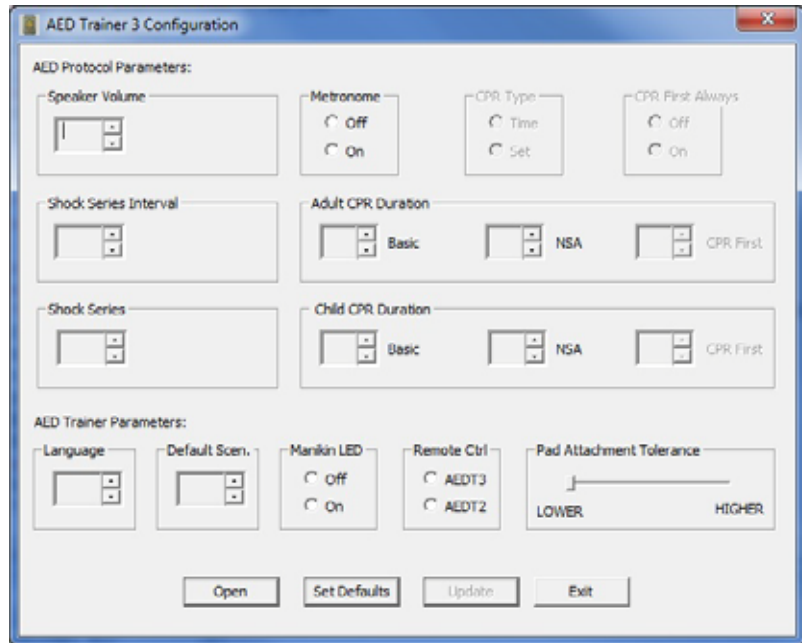 AED Trainer 3 Configuration
AED Protocol Parameters:
Speaker Volume
Metronome
Off
On
CPR Type
Time
Set
CPR First Always
Off
On
Shock Series Interval
Adult CPR Duration
Basic
NSA
CPR First
Shock Series
Child CPR Duration
Basic
NSA
CPR First
AED Trainer Parameters:
Language
Default Scen.
Manikin LED
Off
On
Remote Ctrl
AEDT3
AEDT2
Pad Attachment Tolerance
LOWER
HIGHER
Open
Set Defaults
Update
Exit